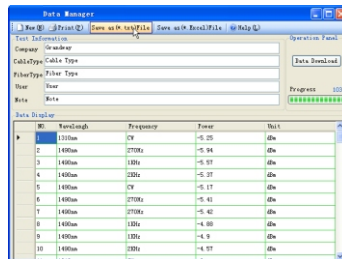 Data Manager
New(N) Print(P) Save as(*.txt)File Save as(*.Excel)File Help(L)
Test Information
Operation Panel
Company Grandway
CableType Cable Type
Data Download
FiberType Fiber Type
User User
Progress
Note Note
Data Display
NO. Wavelengh Frequency Power Unit
1 1310nm CW -5.25 dBm
2 1490nm 270Hz -5.94 dBm
3 1490nm 1KHz -5.57 dBm
4 1490nm 2KHz -5.37 dBm
5 1490nm CW -5.17 dBm
6 1490nm 270Hz -5.41 dBm
7 1490nm 270Hz -5.42 dBm
8 1490nm 1KHz -4.88 dBm
9 1490nm 1KHz -4.9 dBm
10 1490nm 2KHz -4.57 dBm